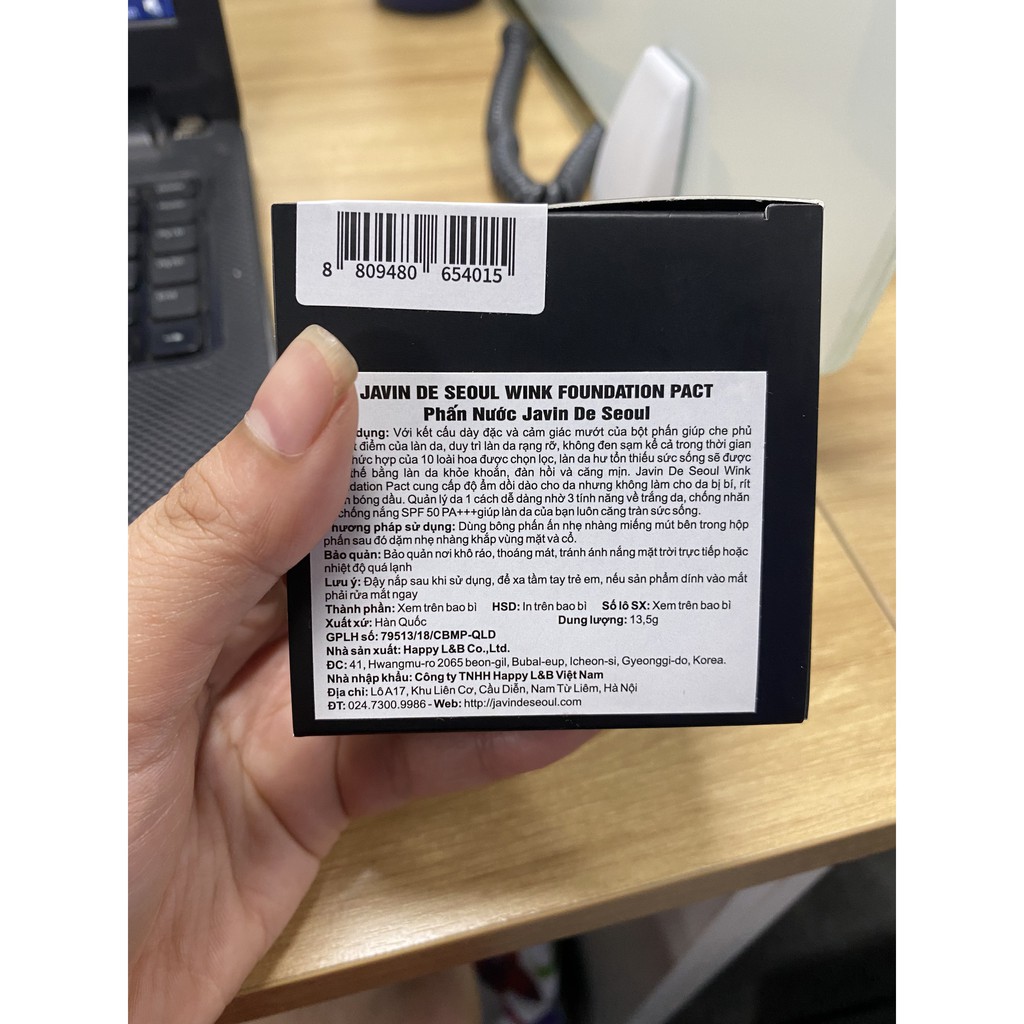 8 809480 654015
JAVIN DE SEOUL WINK FOUNDATION PACT
Phấn Nước Javin De Seoul
dụng: Với kết cấu dày đặc và cảm giác mướt của bột phấn giúp che phủ
điểm của làn da, duy trì làn da rạng rỡ, không đen sạm kể cả trong thời gian
hức hợp của 10 loài hoa được chọn lọc, làn da hư tổn thiếu sức sống sẽ được
thế bằng làn da khỏe khoắn, đàn hồi và căng mịn. Javin De Seoul Wink
dation Pact cung cấp độ ẩm dồi dào cho da nhưng không làm cho da bị bí, rít
bóng dầu. Quản lý da 1 cách dễ dàng nhờ 3 tính năng về trắng da, chống nhăn
chống nắng SPF 50 PA+++giúp làn da của bạn luôn căng tràn sức sống.
Phương pháp sử dụng: Dùng bông phấn ấn nhẹ nhàng miếng mút bên trong hộp
phấn sau đó dặm nhẹ nhàng khắp vùng mặt và cổ.
Bảo quản: Bảo quản nơi khô ráo, thoáng mát, tránh ánh nắng mặt trời trực tiếp hoặc
nhiệt độ quá lạnh
Lưu ý: Đậy nắp sau khi sử dụng, để xa tầm tay trẻ em, nếu sản phẩm dính vào mắt
phải rửa mắt ngay
Thành phần: Xem trên bao bì HSD: In trên bao bì Số lô SX: Xem trên bao bì
Xuất xứ: Hàn Quốc Dung lượng: 13,5g
GPLH số: 79513/18/CBMP-QLD
Nhà sản xuất: Happy L&B Co.,Ltd.
ĐC: 41, Hwangmu-ro 2065 beon-gil, Bubal-eup, Icheon-si, Gyeonggi-do, Korea.
Nhà nhập khẩu: Công ty TNHH Happy L&B Việt Nam
Địa chỉ: Lô A17, Khu Liên Cơ, Cầu Diễn, Nam Từ Liêm, Hà Nội
ĐT: 024.7300.9986 - Web: http://javindeseoul.com